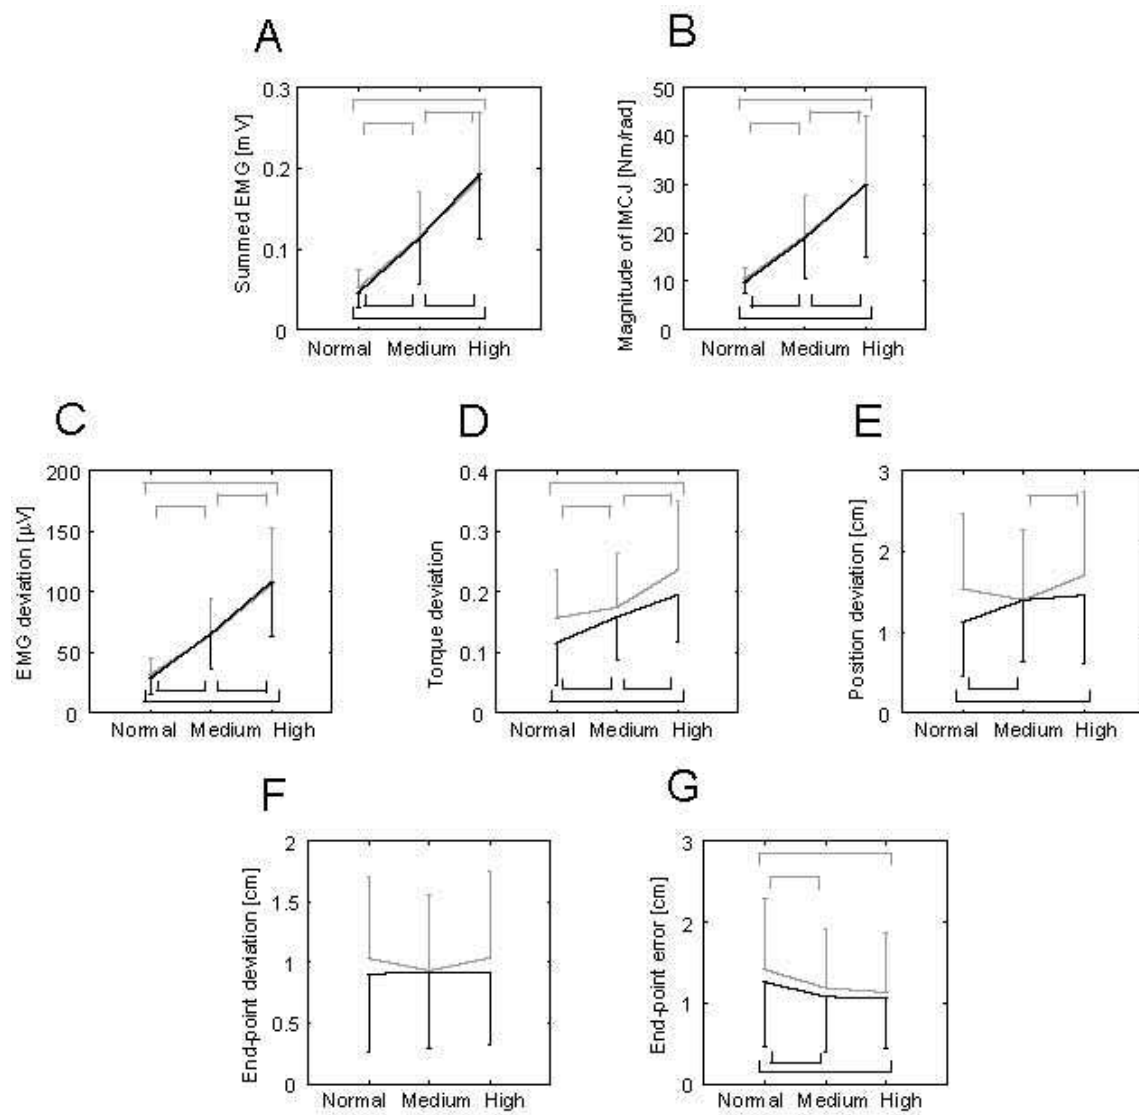 A
Summed EMG [mV]
0.3
0.2
0.1
0
Normal Medium High
B
Magnitude of IMCJ [Nm/rad]
50
40
30
20
10
0
Normal Medium High
C
EMG deviation [µV]
200
150
100
50
0
Normal Medium High
D
Torque deviation
0.4
0.3
0.2
0.1
0
Normal Medium High
E
Position deviation [cm]
3
2
1
0
Normal Medium High
F
End-point deviation [cm]
2
1.5
1
0.5
0
Normal Medium High
G
End-point error [cm]
3
2
1
0
Normal Medium High